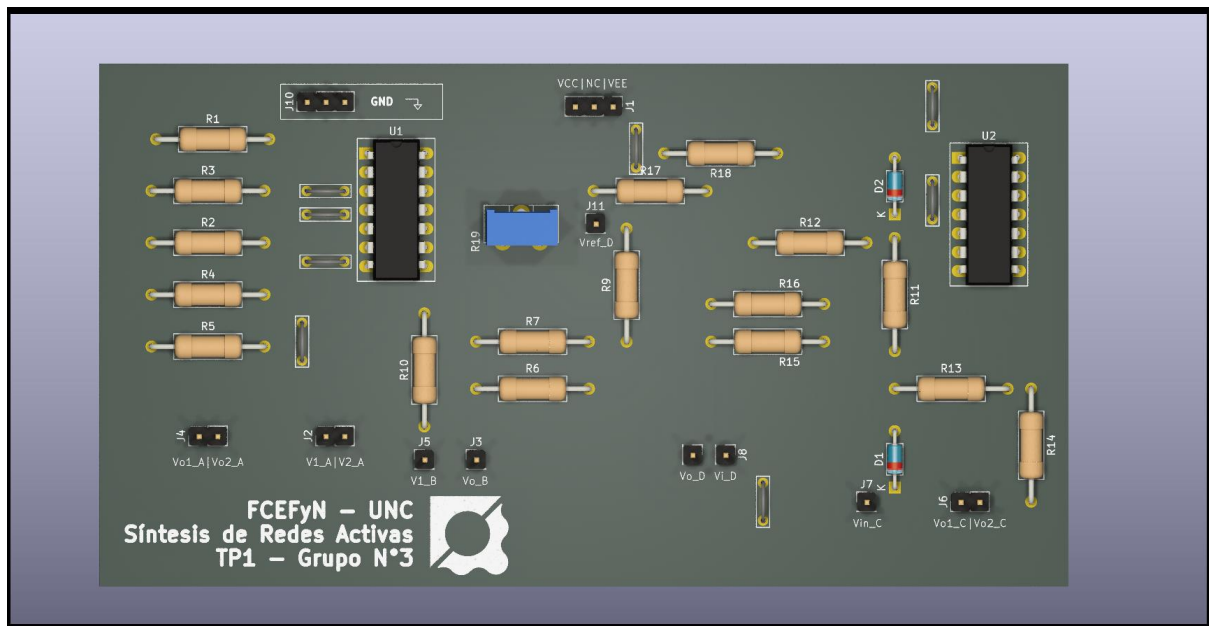 VCC|NC|VEE
J10
GND
J1
R1
U1
U2
R3
R17
R18
D2
K
R2
R19
J11
Vref_D
R12
R4
R9
R16
R11
R5
R10
R7
R15
R6
R13
R14
J4
Vo1_A|Vo2_A
J2
V1_A|V2_A
J5
V1_B
J3
Vo_B
Vo_D
Vi_D
J8
D1
K
J7
Vin_C
J6
Vo1_C|Vo2_C
FCEFyN – UNC
Síntesis de Redes Activas
TP1 – Grupo N°3